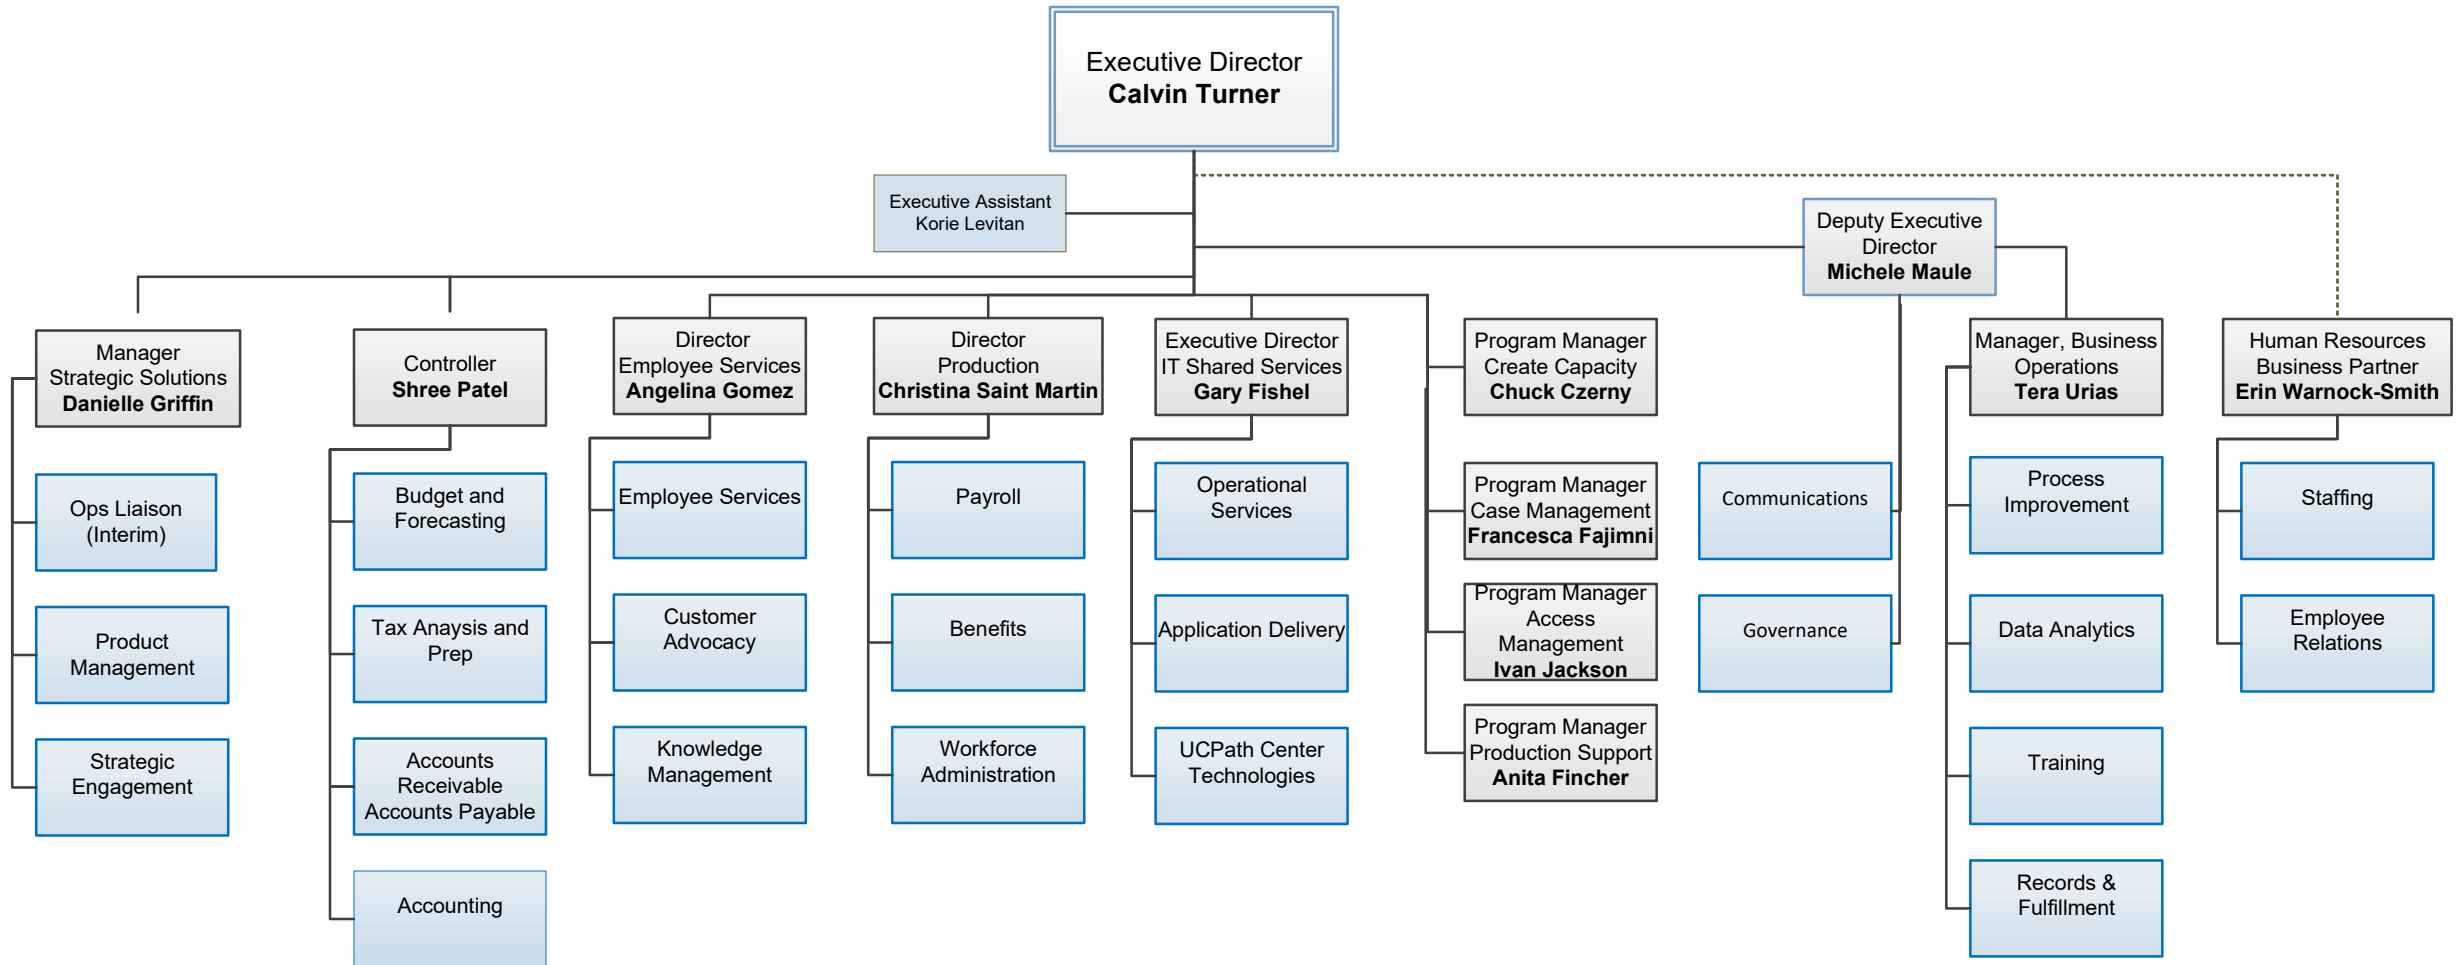 Executive Director
Calvin Turner
Executive Assistant
Korie Levitan
Deputy Executive
Director
Michele Maule
Manager
Strategic Solutions
Danielle Griffin
Controller
Shree Patel
Director
Employee Services
Angelina Gomez
Director
Production
Christina Saint Martin
Executive Director
IT Shared Services
Gary Fishel
Program Manager
Create Capacity
Chuck Czerny
Manager, Business
Operations
Tera Urias
Human Resources
Business Partner
Erin Warnock-Smith
Ops Liaison
(Interim)
Product
Management
Strategic
Engagement
Budget and
Forecasting
Tax Anaysis and
Prep
Accounts
Receivable
Accounts Payable
Accounting
Employee Services
Customer
Advocacy
Knowledge
Management
Payroll
Benefits
Workforce
Administration
Operational
Services
Application Delivery
UCPath Center
Technologies
Program Manager
Case Management
Francesca Fajimni
Program Manager
Access
Management
Ivan Jackson
Program Manager
Production Support
Anita Fincher
Communications
Governance
Process
Improvement
Data Analytics
Training
Records &
Fulfillment
Staffing
Employee
Relations